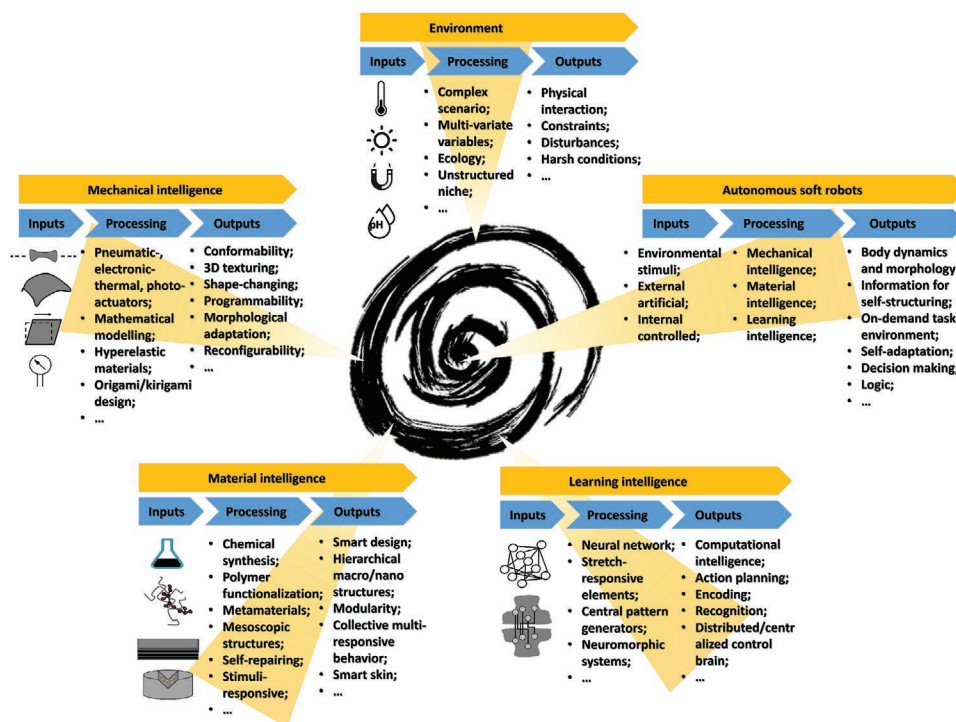 Environment
Inputs
Processing
Outputs
pH
• Complex
scenario;
• Multi-variate
variables;
• Ecology;
• Unstructured
niche;
• ...
• Physical
interaction;
• Constraints;
• Disturbances;
• Harsh conditions;
• ...
Mechanical intelligence
Inputs
Processing
Outputs
• Pneumatic-,
electronic-
thermal, photo-
actuators;
• Mathematical
modelling;
• Hyperelastic
materials;
• Origami/kirigami
design;
• ...
• Conformability;
• 3D texturing;
• Shape-changing;
• Programmability;
• Morphological
adaptation;
• Reconfigurability;
• ...
Autonomous soft robots
Inputs
Processing
Outputs
• Environmental
stimuli;
• External
artificial;
• Internal
controlled;
• Mechanical
intelligence;
• Material
intelligence;
• Learning
intelligence;
• Body dynamics
and morphology
• Information for
self-structuring;
• On-demand task
environment;
• Self-adaptation;
• Decision making;
• Logic;
• ...
Material intelligence
Inputs
Processing
Outputs
• Chemical
synthesis;
• Polymer
functionalization;
• Metamaterials;
• Mesoscopic
structures;
• Self-repairing;
• Stimuli-
responsive;
• ...
• Smart design;
• Hierarchical
macro/nano
structures;
• Modularity;
• Collective multi-
responsive
behavior;
• Smart skin;
• ...
Learning intelligence
Inputs
Processing
Outputs
• Neural network;
• Stretch-
responsive
elements;
• Central pattern
generators;
• Neuromorphic
systems;
• ...
• Computational
intelligence;
• Action planning;
• Encoding;
• Recognition;
• Distributed/centr
alized control
brain;
• ...